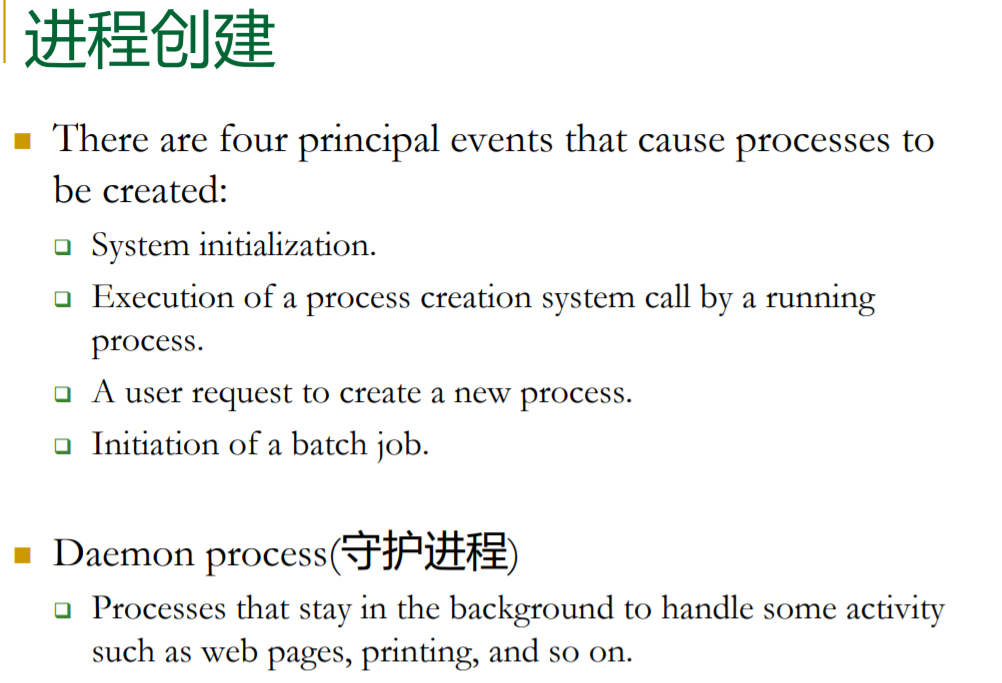 进程创建
There are four principal events that cause processes to
be created:
System initialization.
Execution of a process creation system call by a running
process.
A user request to create a new process.
Initiation of a batch job.
Daemon process(守护进程)
Processes that stay in the background to handle some activity
such as web pages, printing, and so on.